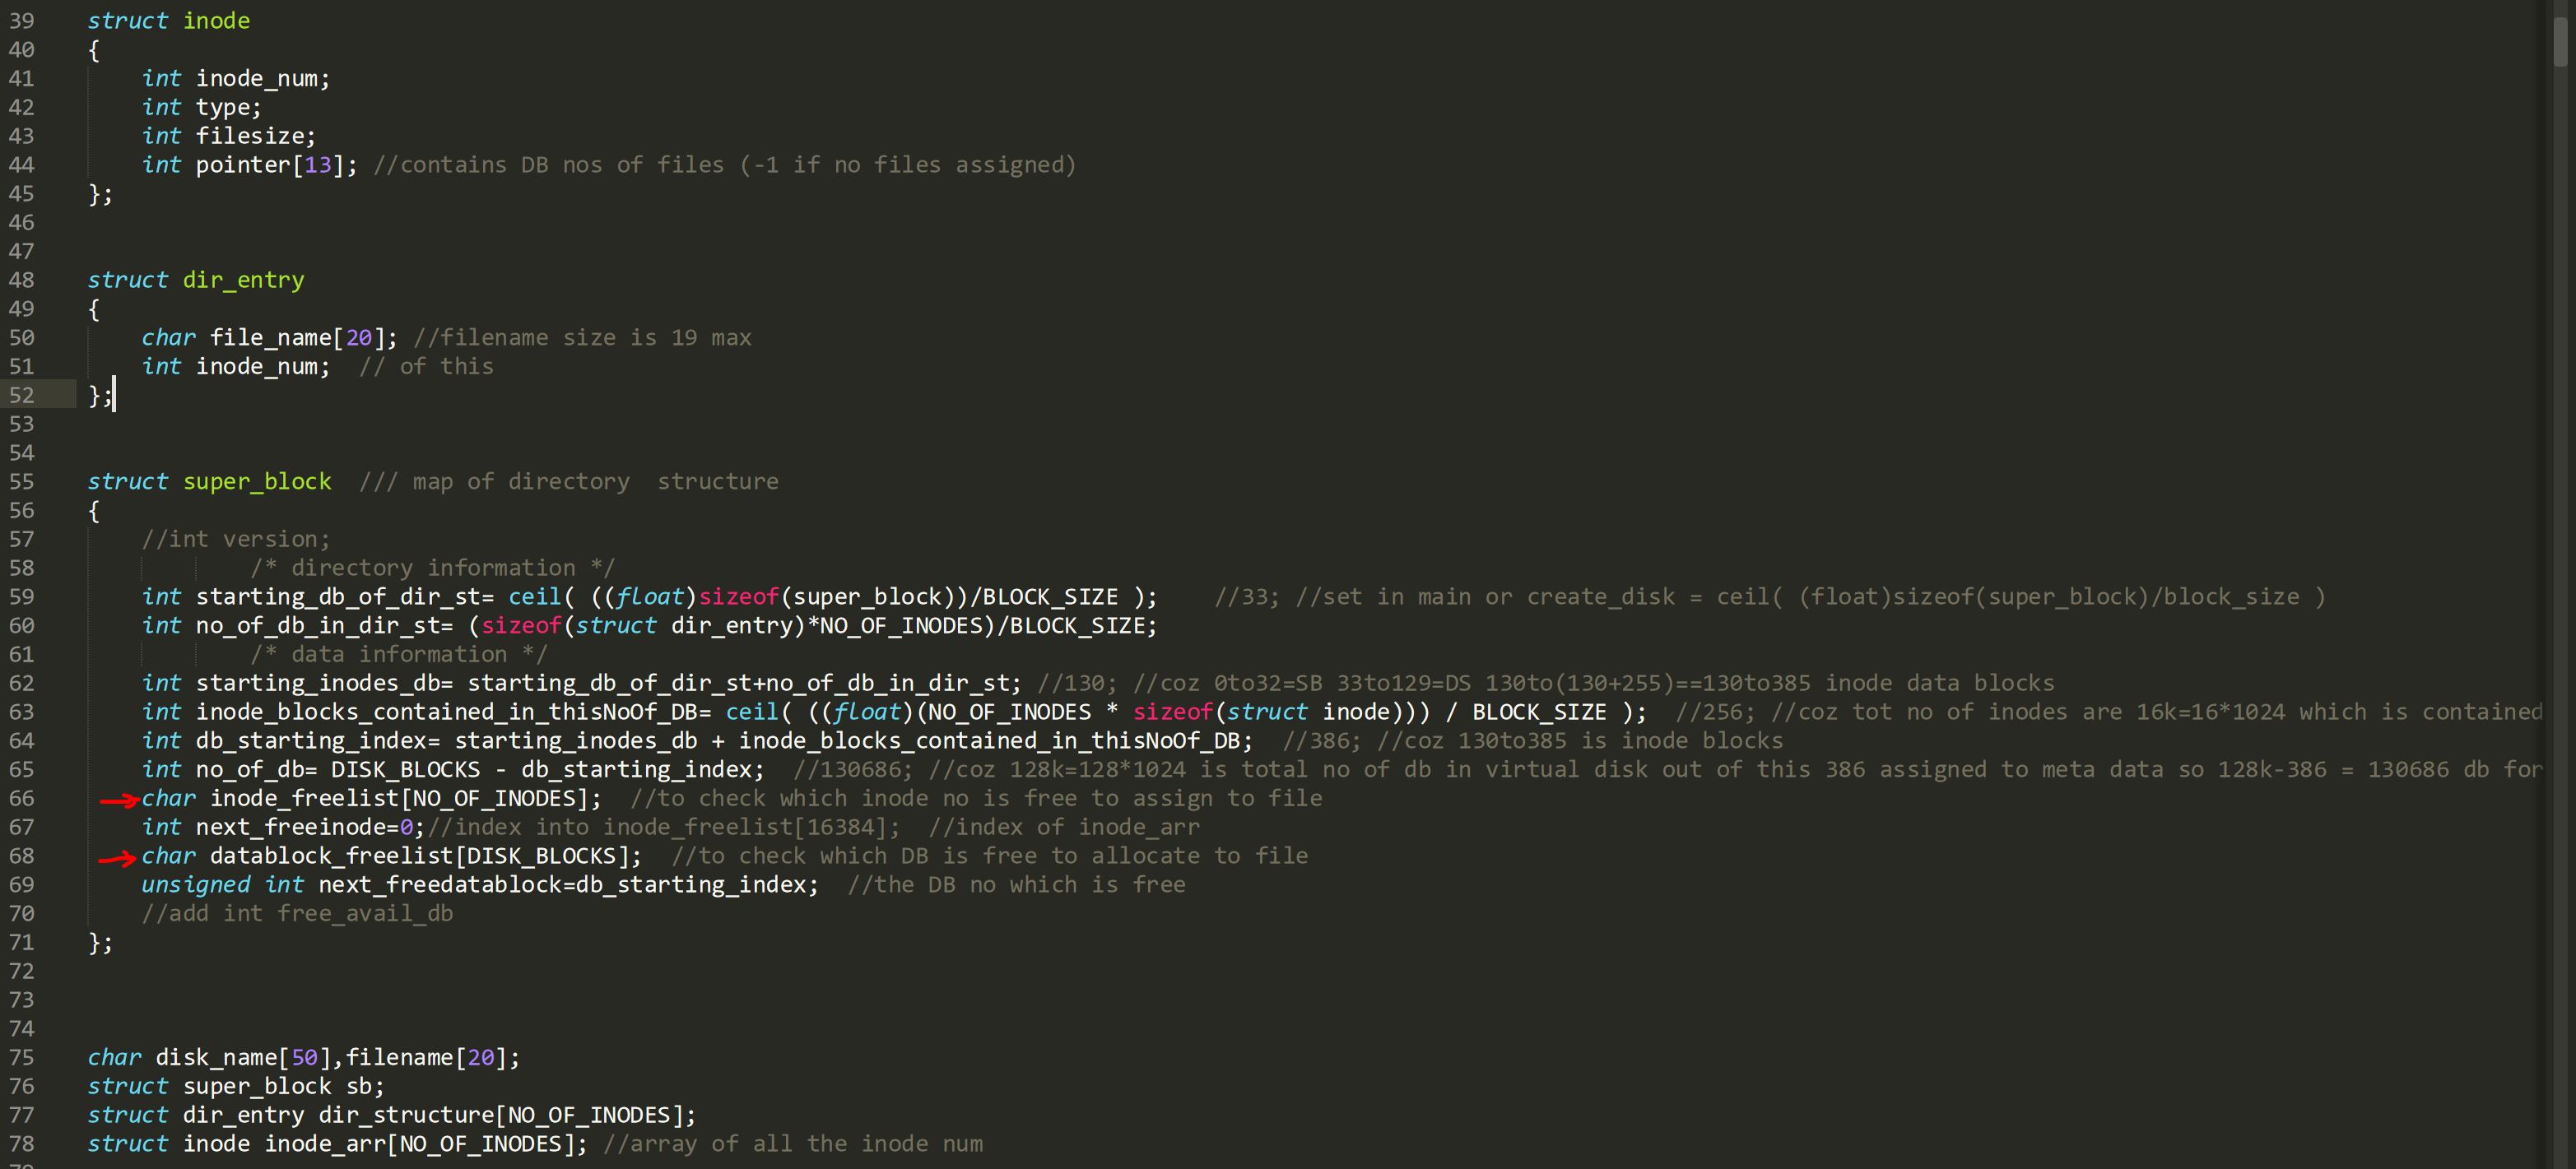 39 struct inode
40 {
41 int inode_num;
42 int type;
43 int filesize;
44 int pointer[13]; //contains DB nos of files (-1 if no files assigned)
45 };
46
47
48 struct dir_entry
49 {
50 char file_name[20]; //filename size is 19 max
51 int inode_num;  // of this
52 };
53
54
55 struct super_block  /// map of directory  structure
56 {
57 //int version;
58 /* directory information */
59 int starting_db_of_dir_st= ceil( ((float)sizeof(super_block))/BLOCK_SIZE );    //33; //set in main or create_disk = ceil( (float)sizeof(super_block)/block_size )
60 int no_of_db_in_dir_st= (sizeof(struct dir_entry)*NO_OF_INODES)/BLOCK_SIZE;
61 /* data information */
62 int starting_inodes_db= starting_db_of_dir_st+no_of_db_in_dir_st; //130; //coz 0to32=SB 33to129=DS 130to(130+255)==130to385 inode data blocks
63 int inode_blocks_contained_in_thisNoOf_DB= ceil( ((float)(NO_OF_INODES * sizeof(struct inode))) / BLOCK_SIZE );  //256; //coz tot no of inodes are 16k=16*1024 which is contained
64 int db_starting_index= starting_inodes_db + inode_blocks_contained_in_thisNoOf_DB;  //386; //coz 130to385 is inode blocks
65 int no_of_db= DISK_BLOCKS - db_starting_index;  //130686; //coz 128k=128*1024 is total no of db in virtual disk out of this 386 assigned to meta data so 128k-386 = 130686 db for
66 char inode_freelist[NO_OF_INODES];  //to check which inode no is free to assign to file
67 int next_freeinode=0;//index into inode_freelist[16384];  //index of inode_arr
68 char datablock_freelist[DISK_BLOCKS];  //to check which DB is free to allocate to file
69 unsigned int next_freedatablock=db_starting_index;  //the DB no which is free
70 //add int free_avail_db
71 };
72
73
74
75 char disk_name[50],filename[20];
76 struct super_block sb;
77 struct dir_entry dir_structure[NO_OF_INODES];
78 struct inode inode_arr[NO_OF_INODES]; //array of all the inode num